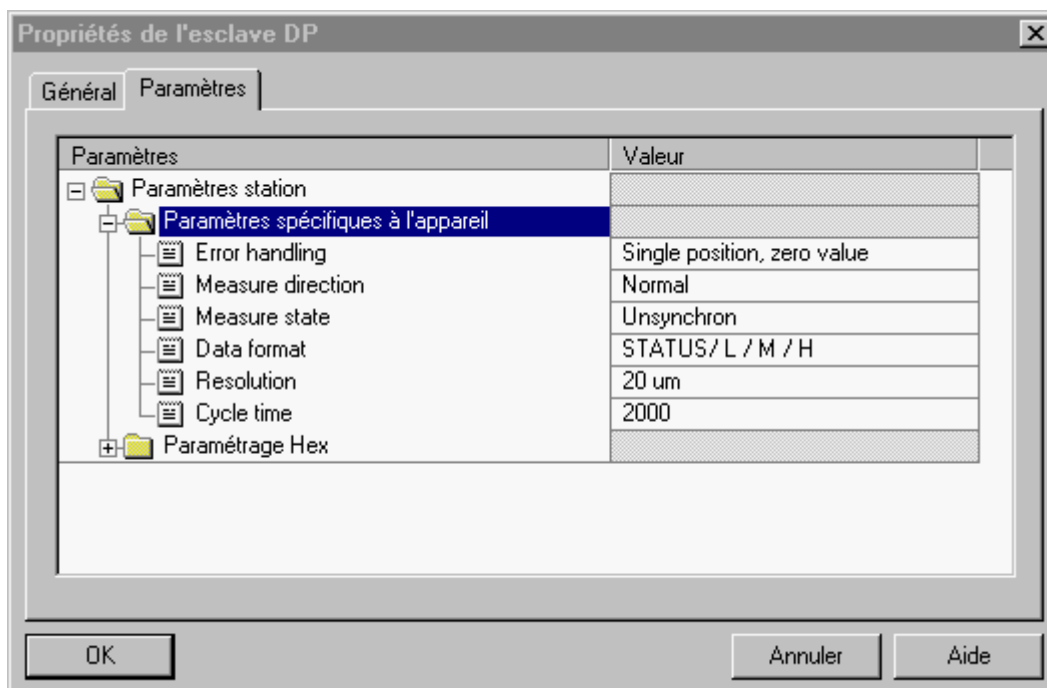 Propriétés de l'esclave DP
Général Paramètres
Paramètres Valeur
Paramètres station
Paramètres spécifiques à l'appareil
Error handling Single position, zero value
Measure direction Normal
Measure state Unsynchron
Data format STATUS/ L / M / H
Resolution 20 um
Cycle time 2000
Paramétrage Hex
OK Annuler Aide